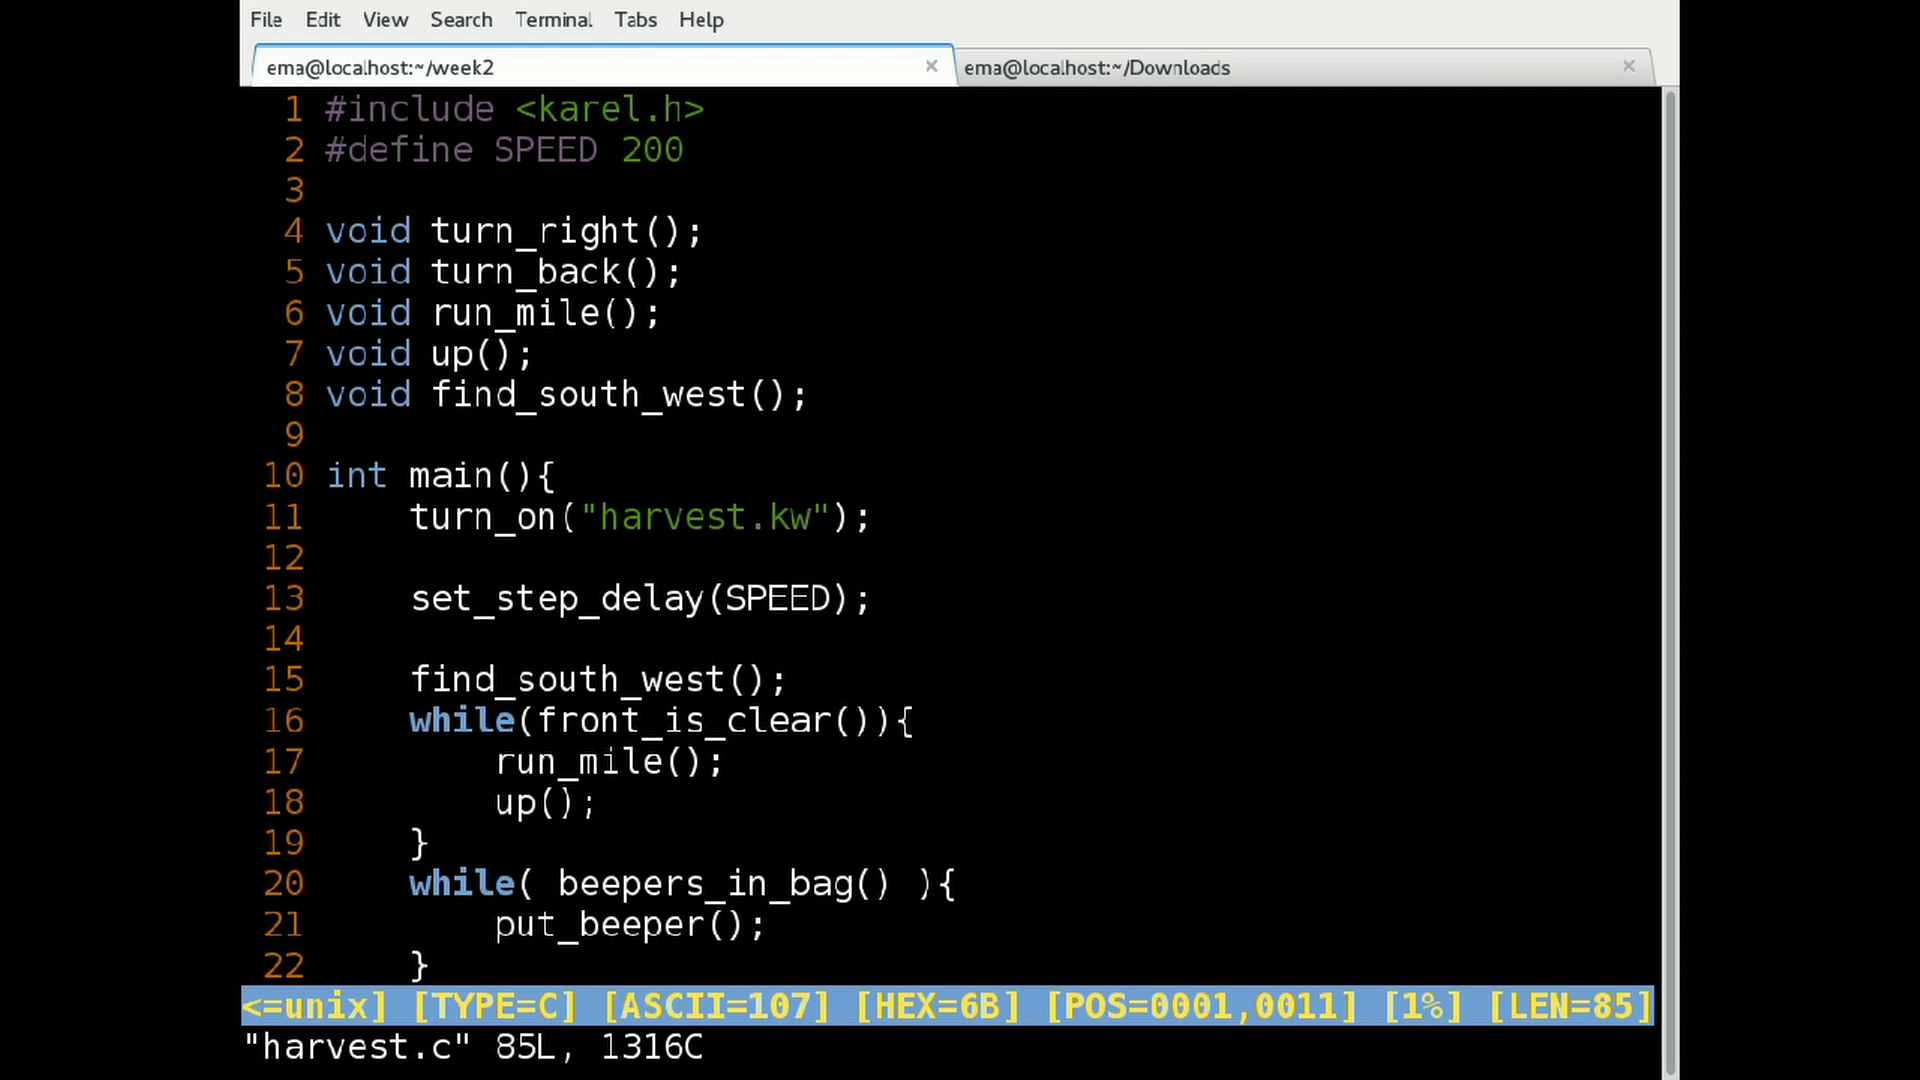 File Edit View Search Terminal Tabs Help
ema@localhost:~/week2 × ema@localhost:~/Downloads ×
1 #include <karel.h>
2 #define SPEED 200
3
4 void turn_right();
5 void turn_back();
6 void run_mile();
7 void up();
8 void find_south_west();
9
10 int main(){
11     turn_on("harvest.kw");
12
13     set_step_delay(SPEED);
14
15     find_south_west();
16     while(front_is_clear()){
17         run_mile();
18         up();
19     }
20     while( beepers_in_bag() ){
21         put_beeper();
22     }
<=unix] [TYPE=C] [ASCII=107] [HEX=6B] [POS=0001,0011] [1%] [LEN=85]
"harvest.c" 85L, 1316C